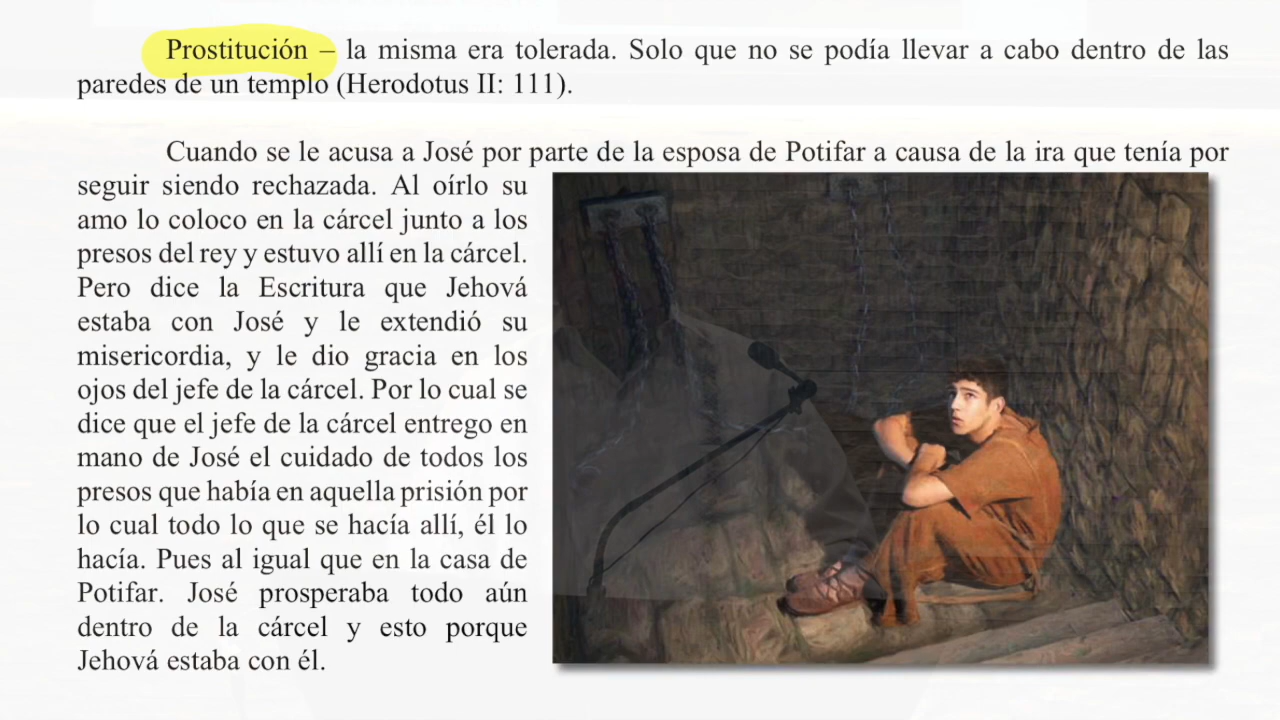 Prostitución – la misma era tolerada. Solo que no se podía llevar a cabo dentro de las
paredes de un templo (Herodotus II: 111).
Cuando se le acusa a José por parte de la esposa de Potifar a causa de la ira que tenía por
seguir siendo rechazada. Al oírlo su
amo lo coloco en la cárcel junto a los
presos del rey y estuvo allí en la cárcel.
Pero dice la Escritura que Jehová
estaba con José y le extendió su
misericordia, y le dio gracia en los
ojos del jefe de la cárcel. Por lo cual se
dice que el jefe de la cárcel entrego en
mano de José el cuidado de todos los
presos que había en aquella prisión por
lo cual todo lo que se hacía allí, él lo
hacía. Pues al igual que en la casa de
Potifar. José prosperaba todo aún
dentro de la cárcel y esto porque
Jehová estaba con él.